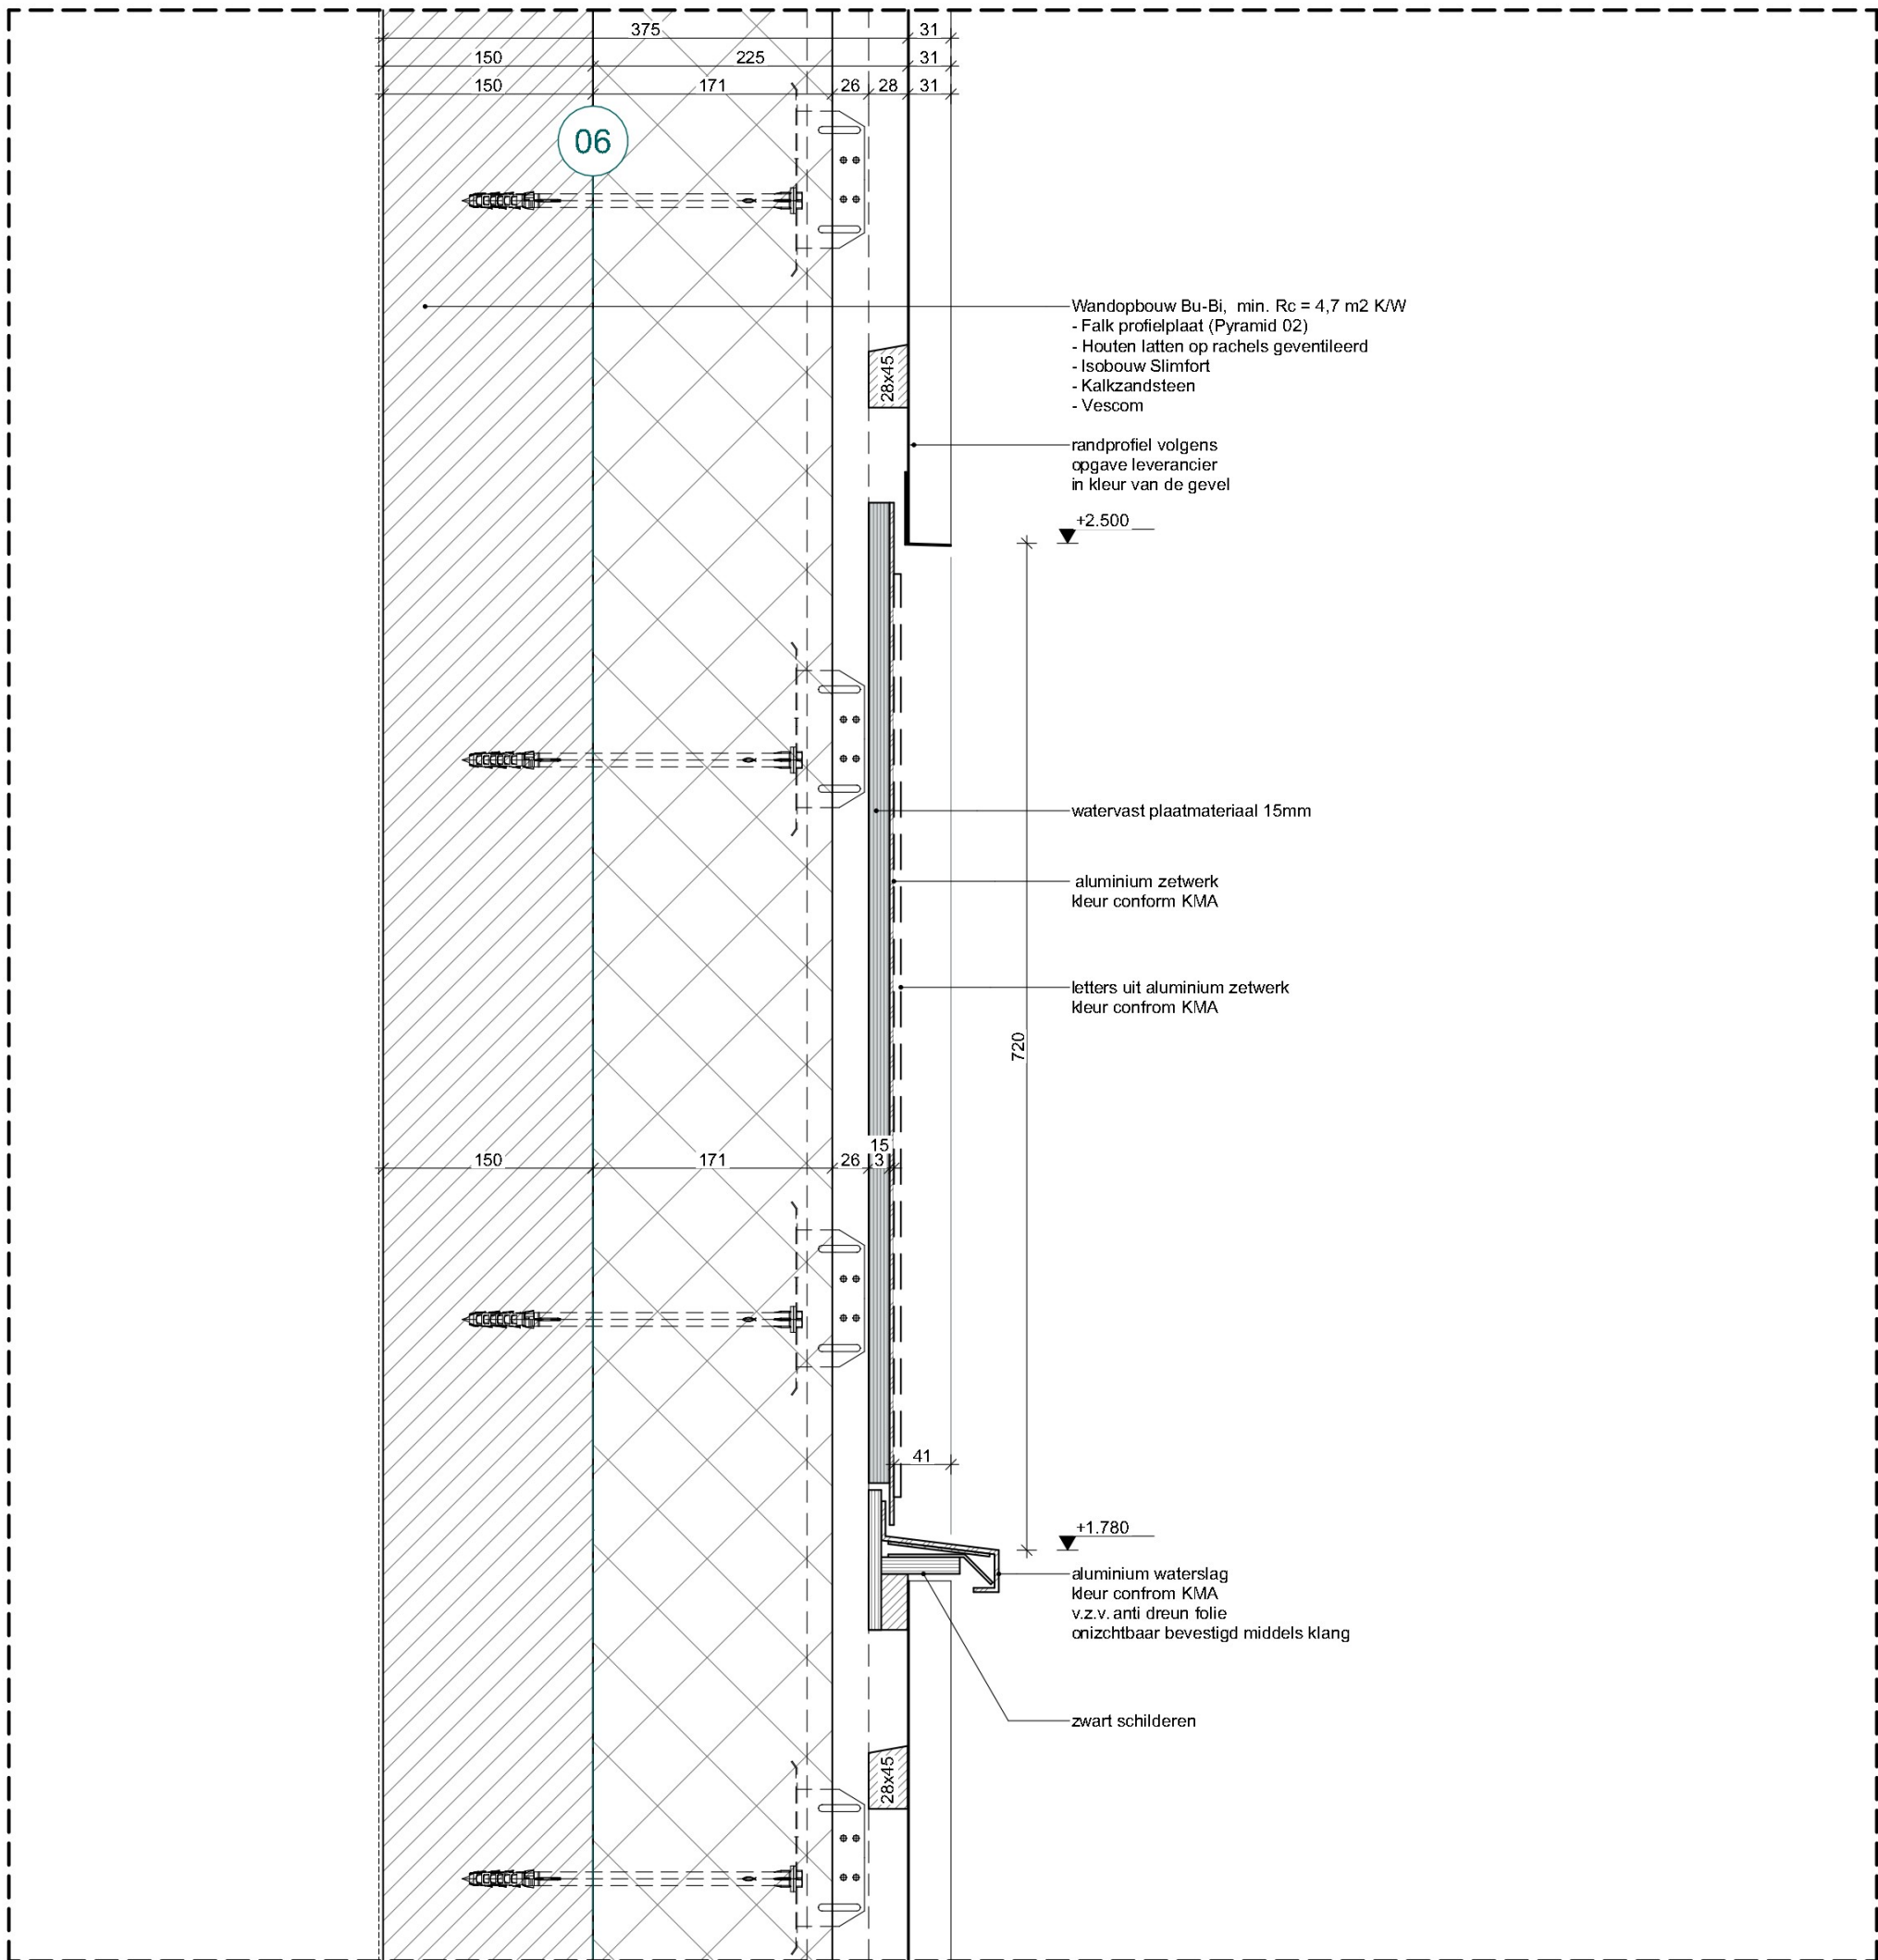 375 31
150 225 31
150 171 26 28 31
06
Wandopbouw Bu-Bi, min. Rc = 4,7 m2 K/W
- Falk profielplaat (Pyramid 02)
- Houten latten op rachels geventileerd
- Isobouw Slimfort
- Kalkzandsteen
- Vescom
28x45
randprofiel volgens
opgave leverancier
in kleur van de gevel
+2.500
watervast plaatmateriaal 15mm
aluminium zetwerk
kleur conform KMA
letters uit aluminium zetwerk
kleur confrom KMA
720
15
150 171 26 3
41
+1.780
aluminium waterslag
kleur confrom KMA
v.z.v. anti dreun folie
onizchtbaar bevestigd middels klang
zwart schilderen
28x45